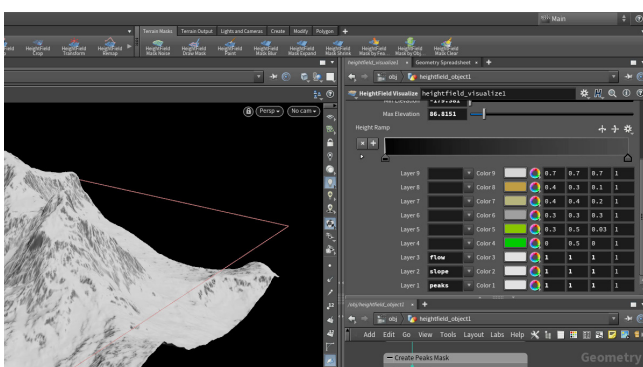 Main
Terrain Masks Terrain Output Lights and Cameras Create Modify Polygon +
HeightField Crop
HeightField Transform
HeightField Remap
HeightField Mask Noise
HeightField Draw Mask
HeightField Paint
HeightField Mask Blur
HeightField Mask Expand
HeightField Mask Shrink
HeightField Mask by Fea...
HeightField Mask by Obj...
HeightField Mask Clear
heightfield_visualize1 Geometry Spreadsheet +
obj heightfield_object1
HeightField Visualize heightfield_visualize1
Persp No cam
Max Elevation 86.8151
Height Ramp
Layer 9 Color 9 0.7 0.7 0.7 1
Layer 8 Color 8 0.4 0.3 0.1 1
Layer 7 Color 7 0.4 0.4 0.2 1
Layer 6 Color 6 0.3 0.3 0.3 1
Layer 5 Color 5 0.3 0.5 0.03 1
Layer 4 Color 4 0 0.5 0 1
Layer 3 flow Color 3 1 1 1 1
Layer 2 slope Color 2 1 1 1 1
Layer 1 peaks Color 1 1 1 1 1
/obj/heightfield_object1 +
obj heightfield_object1
Add Edit Go View Tools Layout Labs Help
Create Peaks Mask
Geometry